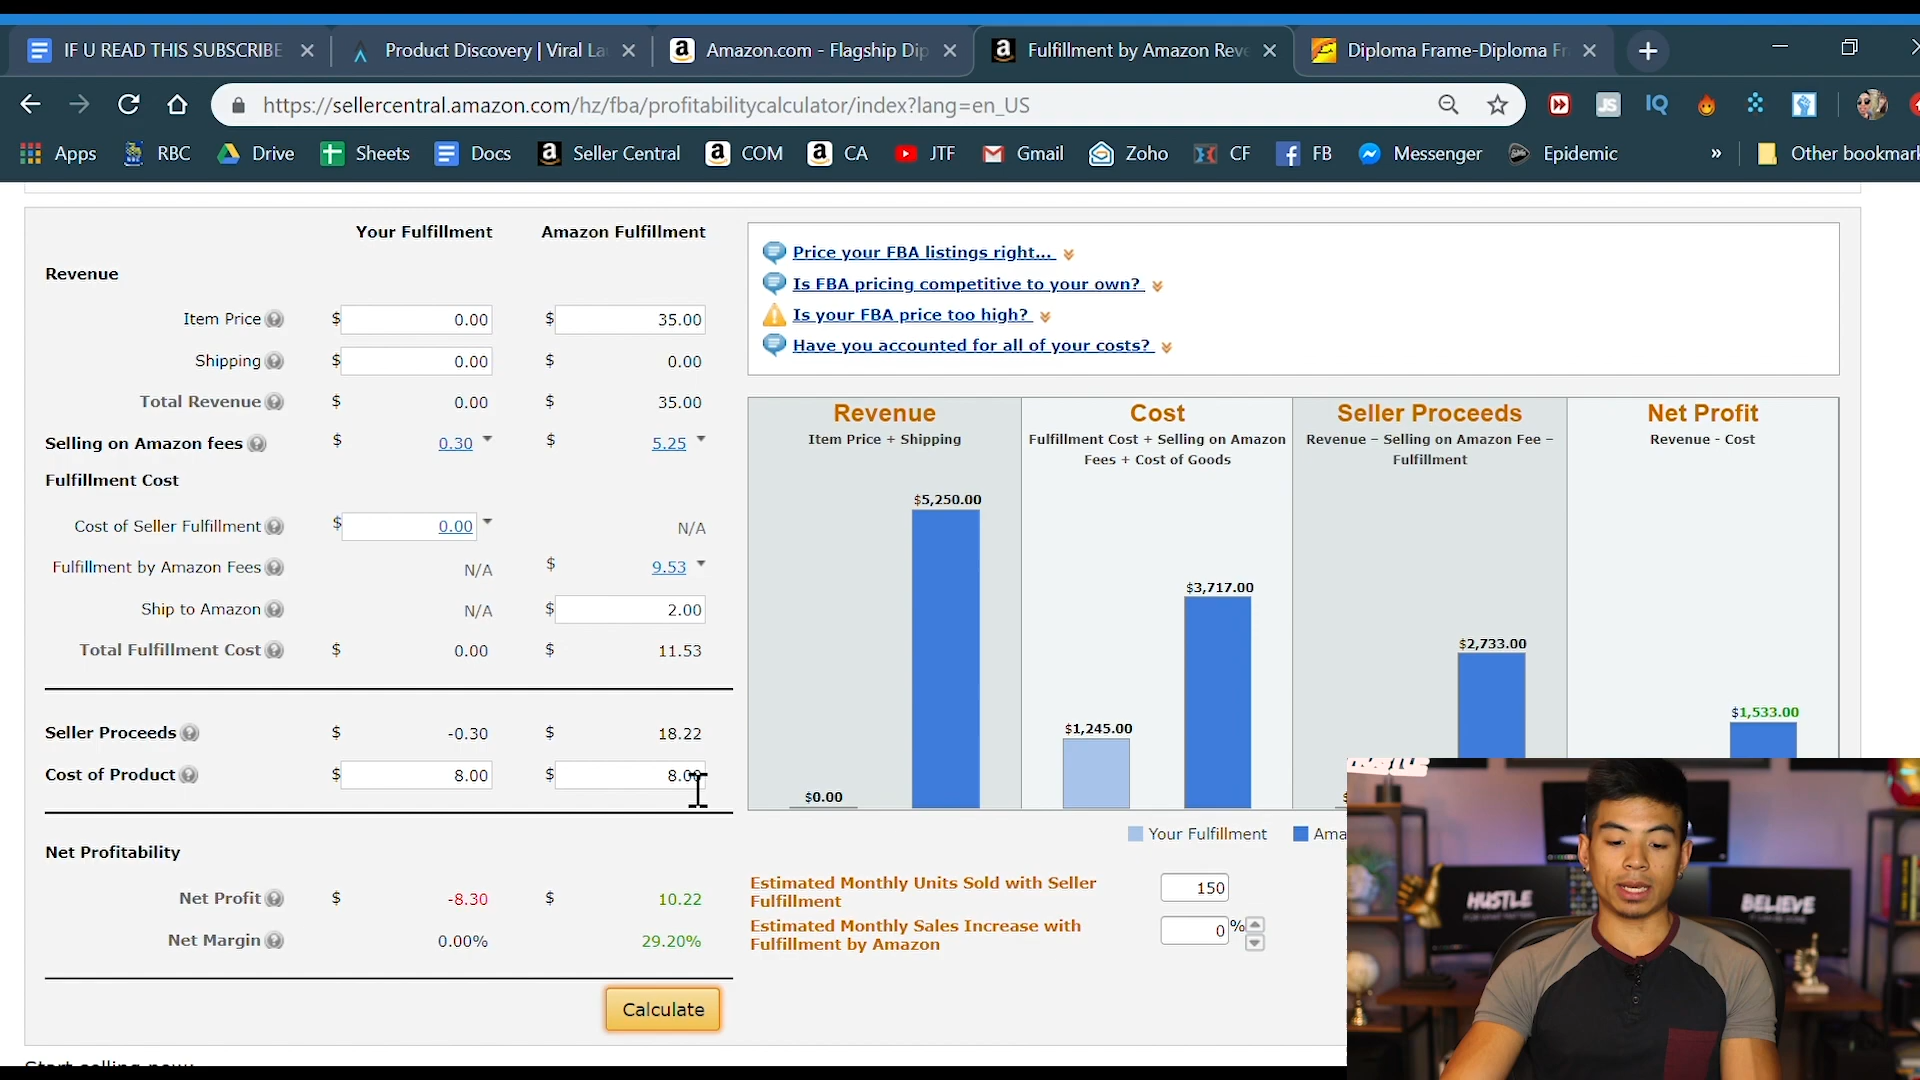 IF U READ THIS SUBSCRIBE
Product Discovery | Viral La
Amazon.com - Flagship Dip
Fulfillment by Amazon Reve
Diploma Frame-Diploma Fr
https://sellercentral.amazon.com/hz/fba/profitabilitycalculator/index?lang=en_US
Apps RBC Drive Sheets Docs Seller Central COM CA JTF Gmail Zoho CF FB Messenger Epidemic » Other bookmark
Your Fulfillment Amazon Fulfillment
Revenue
Item Price $ 0.00 $ 35.00
Shipping $ 0.00 $ 0.00
Total Revenue $ 0.00 $ 35.00
Selling on Amazon fees $ 0.30 $ 5.25
Fulfillment Cost
Cost of Seller Fulfillment $ 0.00 N/A
Fulfillment by Amazon Fees N/A $ 9.53
Ship to Amazon N/A $ 2.00
Total Fulfillment Cost $ 0.00 $ 11.53
Seller Proceeds $ -0.30 $ 18.22
Cost of Product $ 8.00 $ 8.00
Net Profitability
Net Profit $ -8.30 $ 10.22
Net Margin 0.00% 29.20%
Calculate
Price your FBA listings right...
Is FBA pricing competitive to your own?
Is your FBA price too high?
Have you accounted for all of your costs?
Revenue
Item Price + Shipping
$5,250.00
$0.00
Cost
Fulfillment Cost + Selling on Amazon
Fees + Cost of Goods
$3,717.00
$1,245.00
Seller Proceeds
Revenue − Selling on Amazon Fee −
Fulfillment
$2,733.00
Net Profit
Revenue - Cost
$1,533.00
Your Fulfillment Ama
Estimated Monthly Units Sold with Seller
Fulfillment
150
Estimated Monthly Sales Increase with
Fulfillment by Amazon
0 %
HUSTLE
HUSTLE
BELIEVE